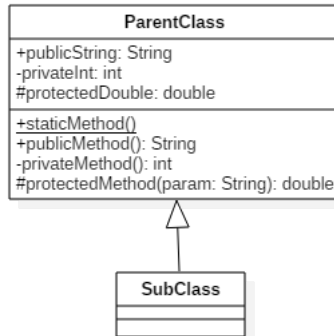 ParentClass
+publicString: String
-privateInt: int
#protectedDouble: double
+staticMethod()
+publicMethod(): String
-privateMethod(): int
#protectedMethod(param: String): double
SubClass